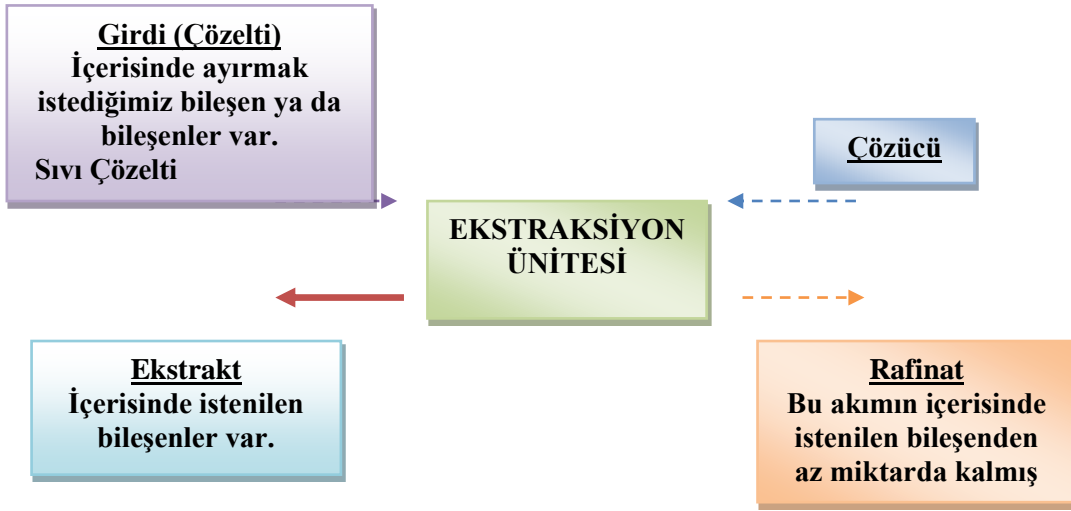 Girdi (Çözelti)
İçerisinde ayırmak
istediğimiz bileşen ya da
bileşenler var.
Sıvı Çözelti
Çözücü
EKSTRAKSİYON
ÜNİTESİ
Ekstrakt
İçerisinde istenilen
bileşenler var.
Rafinat
Bu akımın içerisinde
istenilen bileşenden
az miktarda kalmış